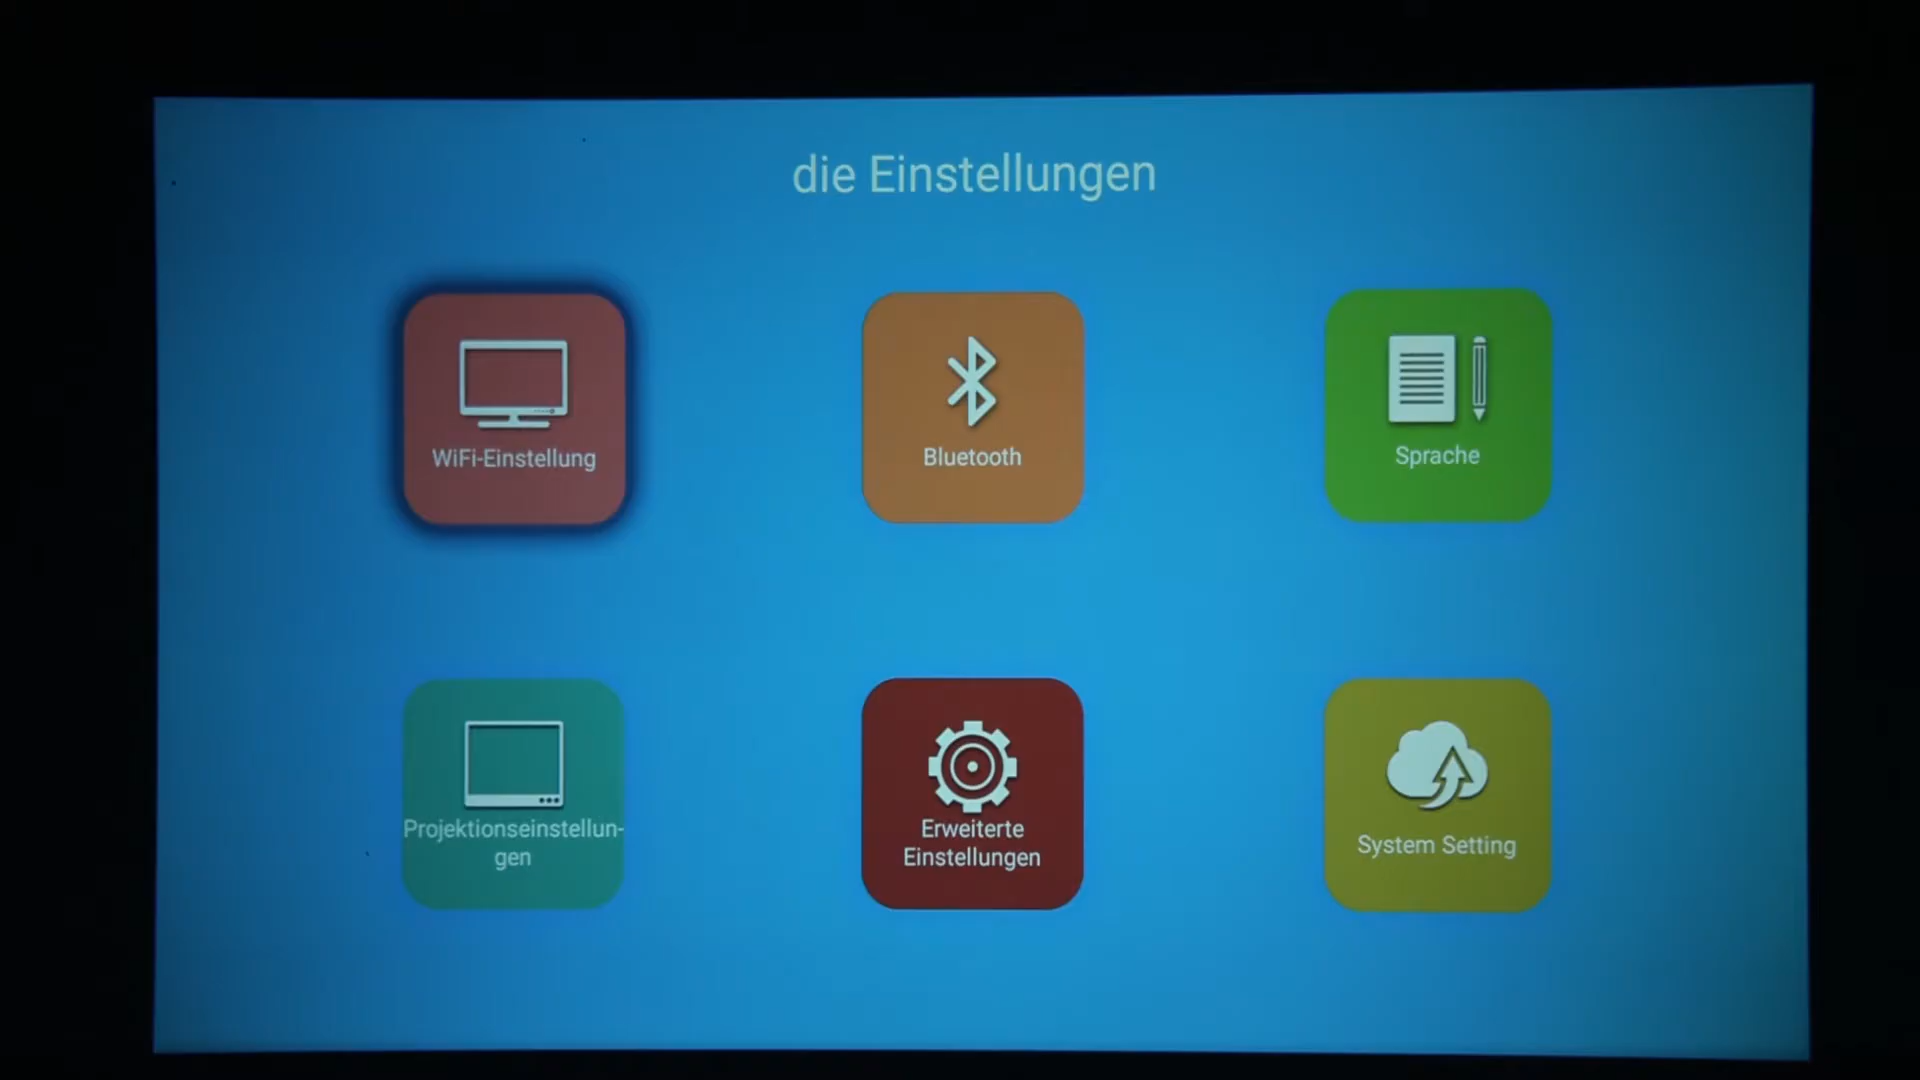 die Einstellungen
WiFi-Einstellung
Bluetooth
Sprache
Projektionseinstellun-
gen
Erweiterte
Einstellungen
System Setting